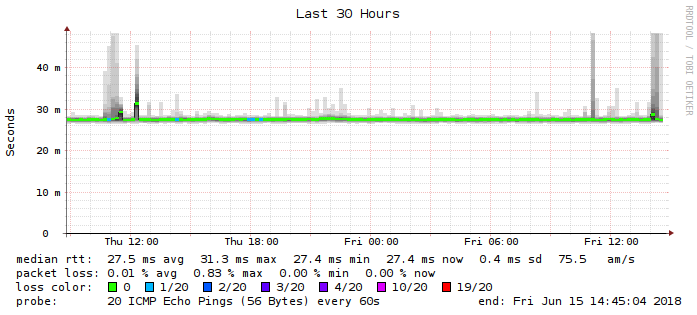 Last 30 Hours
RRDTOOL / TOBI OETIKER
Seconds
40 m
30 m
20 m
10 m
0
Thu 12:00 Thu 18:00 Fri 00:00 Fri 06:00 Fri 12:00
median rtt: 27.5 ms avg 31.3 ms max 27.4 ms min 27.4 ms now 0.4 ms sd 75.5 am/s
packet loss: 0.01 % avg 0.83 % max 0.00 % min 0.00 % now
loss color: 0 1/20 2/20 3/20 4/20 10/20 19/20
probe: 20 ICMP Echo Pings (56 Bytes) every 60s end: Fri Jun 15 14:45:04 2018